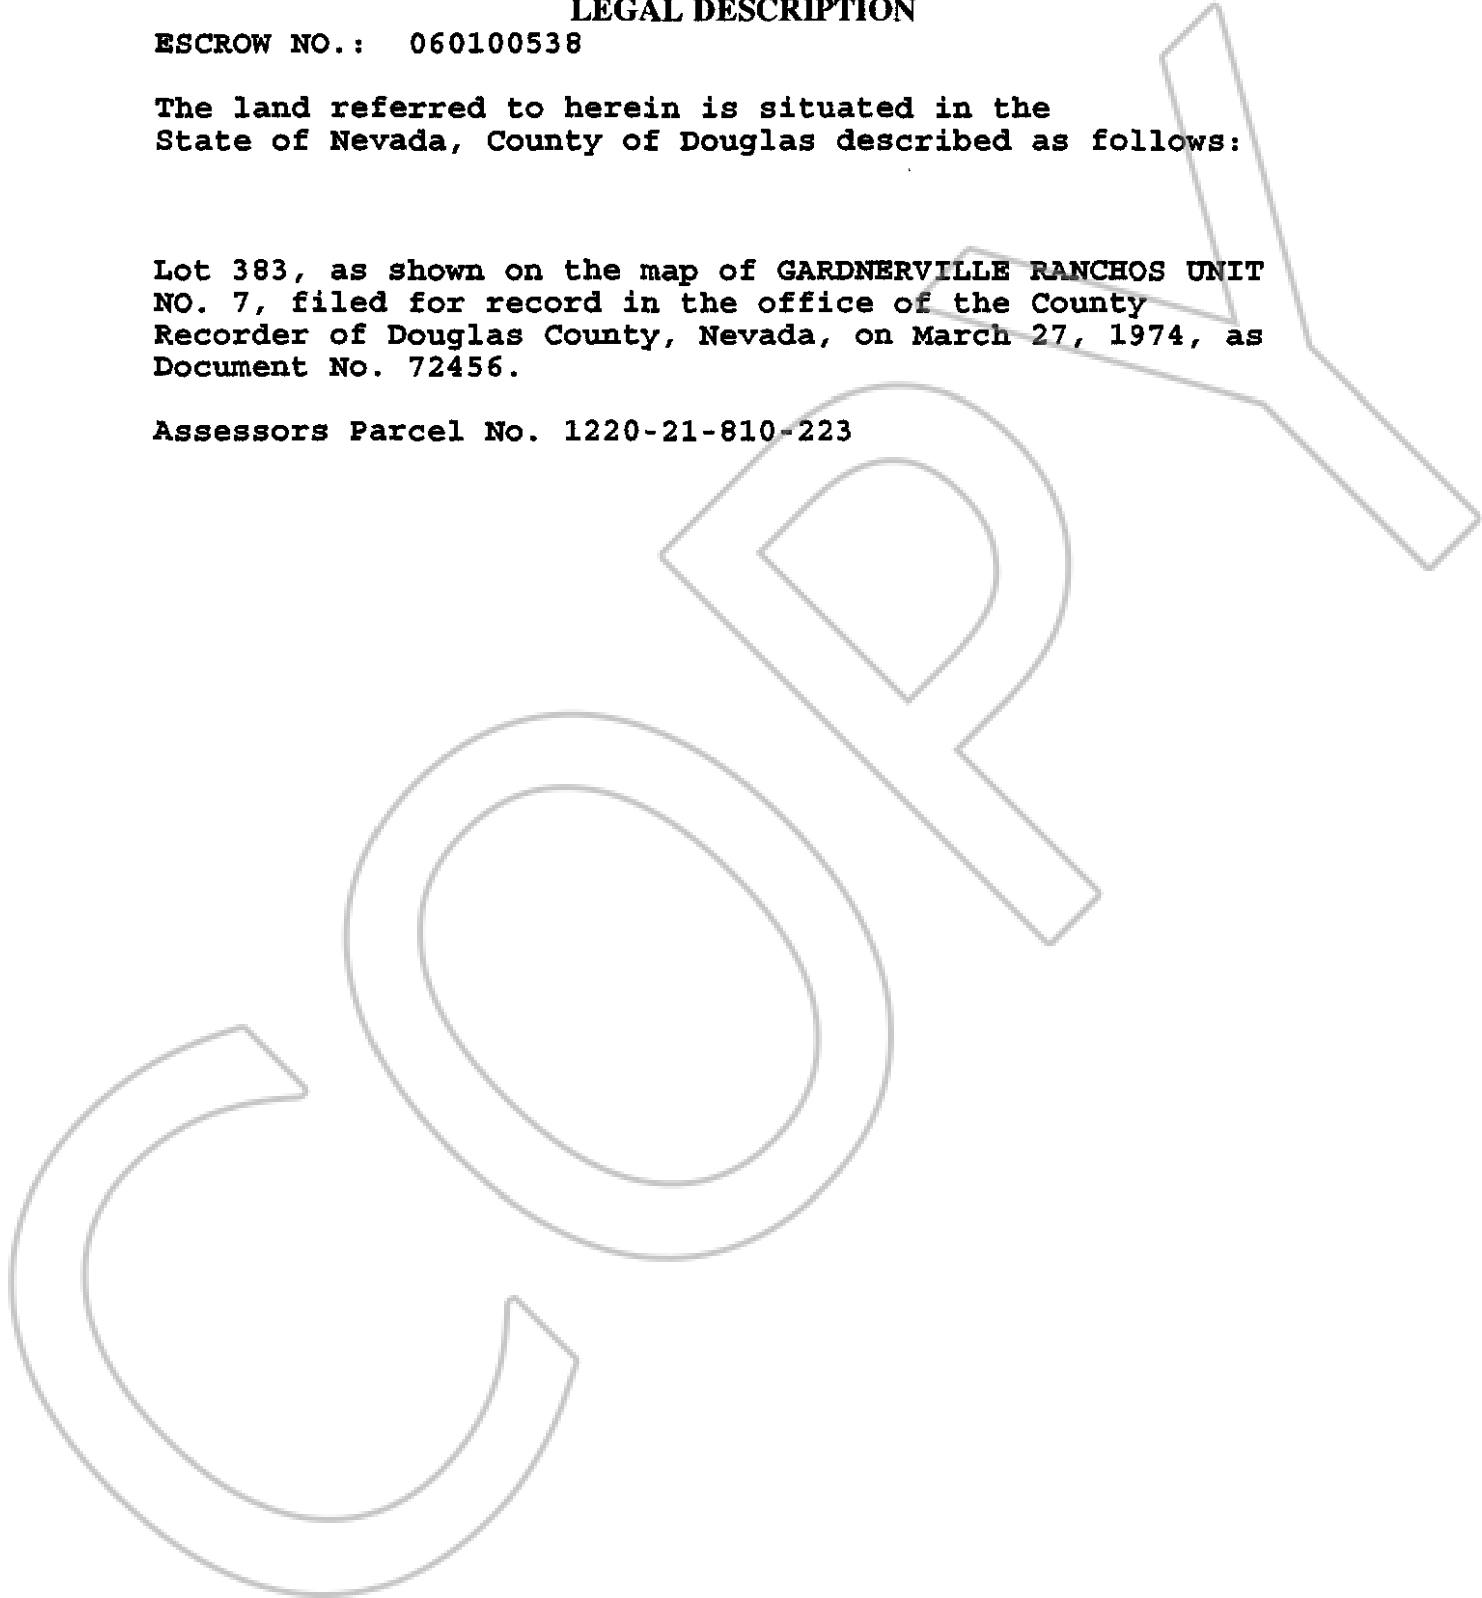 LEGAL DESCRIPTION
ESCROW NO.: 060100538
The land referred to herein is situated in the
State of Nevada, County of Douglas described as follows:
Lot 383, as shown on the map of GARDNERVILLE RANCHOS UNIT
NO. 7, filed for record in the office of the County
Recorder of Douglas County, Nevada, on March 27, 1974, as
Document No. 72456.
Assessors Parcel No. 1220-21-810-223
COPY